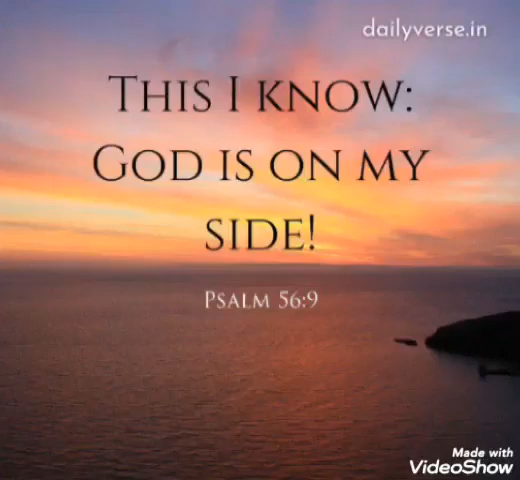 dailyverse.in
THIS I KNOW:
GOD IS ON MY
SIDE!
PSALM 56:9
Made with
VideoShow